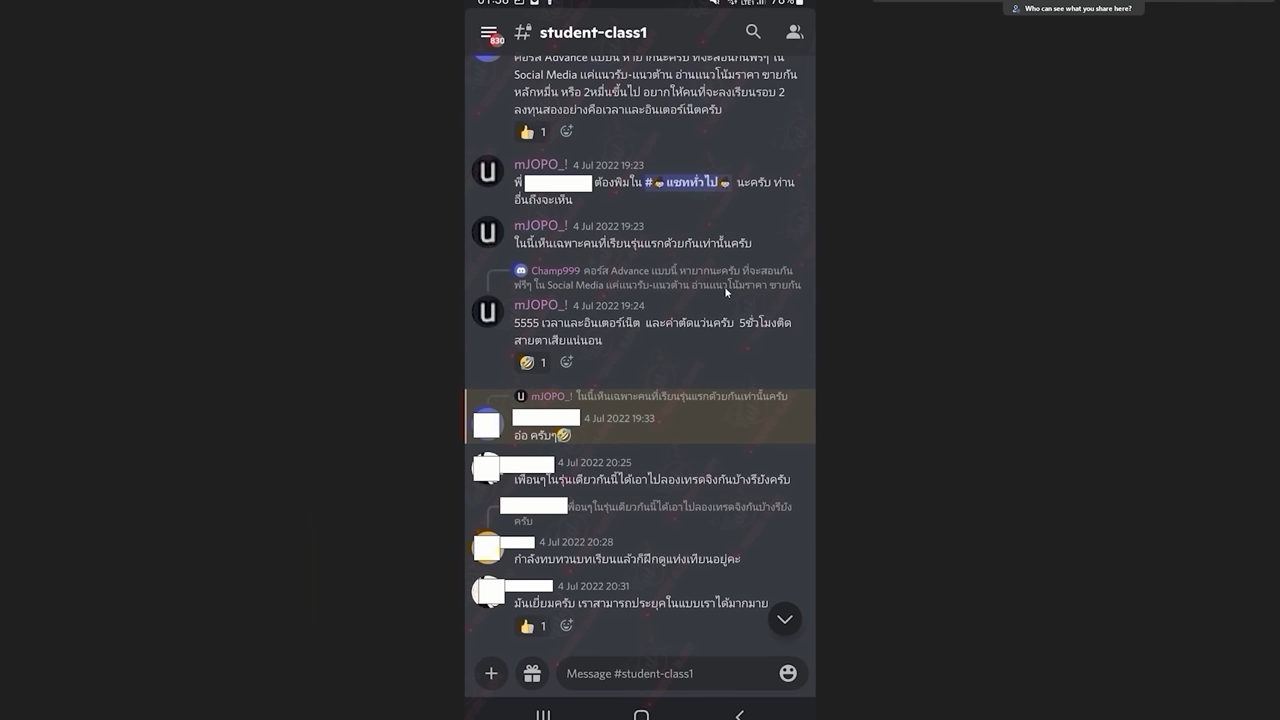 01:38 78%
Who can see what you share here?
830
student-class1
คอร์ส Advance แบบนี้ หายากนะครับ ที่จะสอนกันฟรีๆ ใน
Social Media แค่แนวรับ-แนวต้าน อ่านแนวโน้มราคา ขายกัน
หลักหมื่น หรือ 2หมื่นขึ้นไป อยากให้คนที่จะลงเรียนรอบ 2
ลงทุนสองอย่างคือเวลาและอินเตอร์เน็ตครับ
👍 1
mJOPO_! 4 Jul 2022 19:23
พี่ ต้องพิมใน #🧒แชททั่วไป🧒 นะครับ ท่าน
อื่นถึงจะเห็น
mJOPO_! 4 Jul 2022 19:23
ในนี้เห็นเฉพาะคนที่เรียนรุ่นแรกด้วยกันเท่านั้นครับ
Champ999 คอร์ส Advance แบบนี้ หายากนะครับ ที่จะสอนกัน
ฟรีๆ ใน Social Media แค่แนวรับ-แนวต้าน อ่านแนวโน้มราคา ขายกัน
mJOPO_! 4 Jul 2022 19:24
5555 เวลาและอินเตอร์เน็ต และค่าตัดแว่นครับ 5ชั่วโมงติด
สายตาเสียแน่นอน
🤣 1
mJOPO_! ในนี้เห็นเฉพาะคนที่เรียนรุ่นแรกด้วยกันเท่านั้นครับ
4 Jul 2022 19:33
อ่อ ครับๆ🤣
4 Jul 2022 20:25
เพื่อนๆในรุ่นเดียวกันนี้ได้เอาไปลองเทรดจิงกันบ้างรึยังครับ
พื่อนๆในรุ่นเดียวกันนี้ได้เอาไปลองเทรดจิงกันบ้างรึยัง
ครับ
4 Jul 2022 20:28
กำลังทบทวนบทเรียนแล้วก็ฝึกดูแท่งเทียนอยู่คะ
4 Jul 2022 20:31
มันเยี่ยมครับ เราสามารถประยุคในแบบเราได้มากมาย
👍 1
Message #student-class1